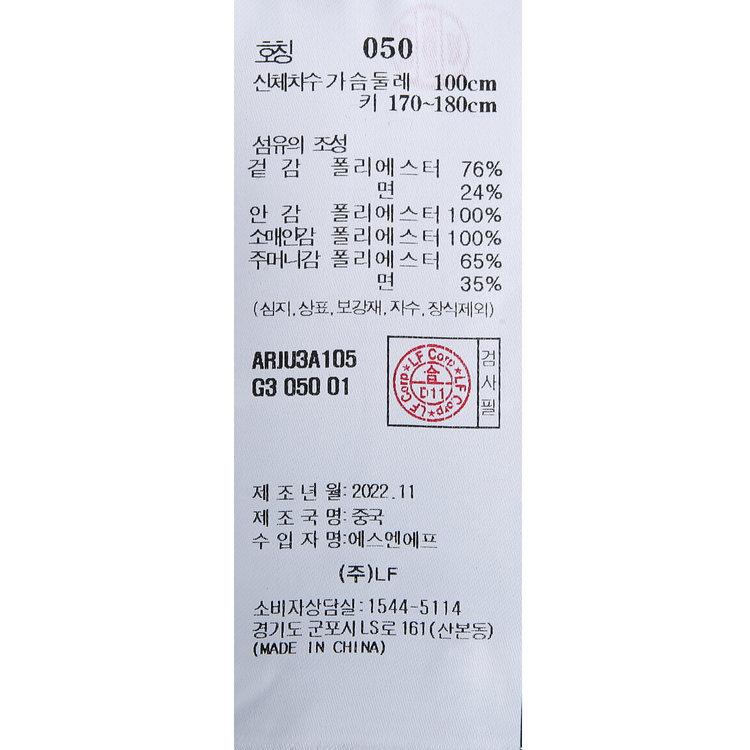 호칭 050
신체치수 가슴둘레 100cm
키 170~180cm
섬유의 조성
겉감 폴리에스터 76%
면 24%
안감 폴리에스터 100%
소매안감 폴리에스터 100%
주머니감 폴리에스터 65%
면 35%
(심지,상표,보강재,자수,장식제외)
ARJU3A105
G3 050 01
LF Corp★LF Corp★LF Corp★
合
D11
검사필
제조년월:2022.11
제조국명:중국
수입자명:에스엔에프
(주)LF
소비자상담실:1544-5114
경기도 군포시 LS로 161(산본동)
(MADE IN CHINA)